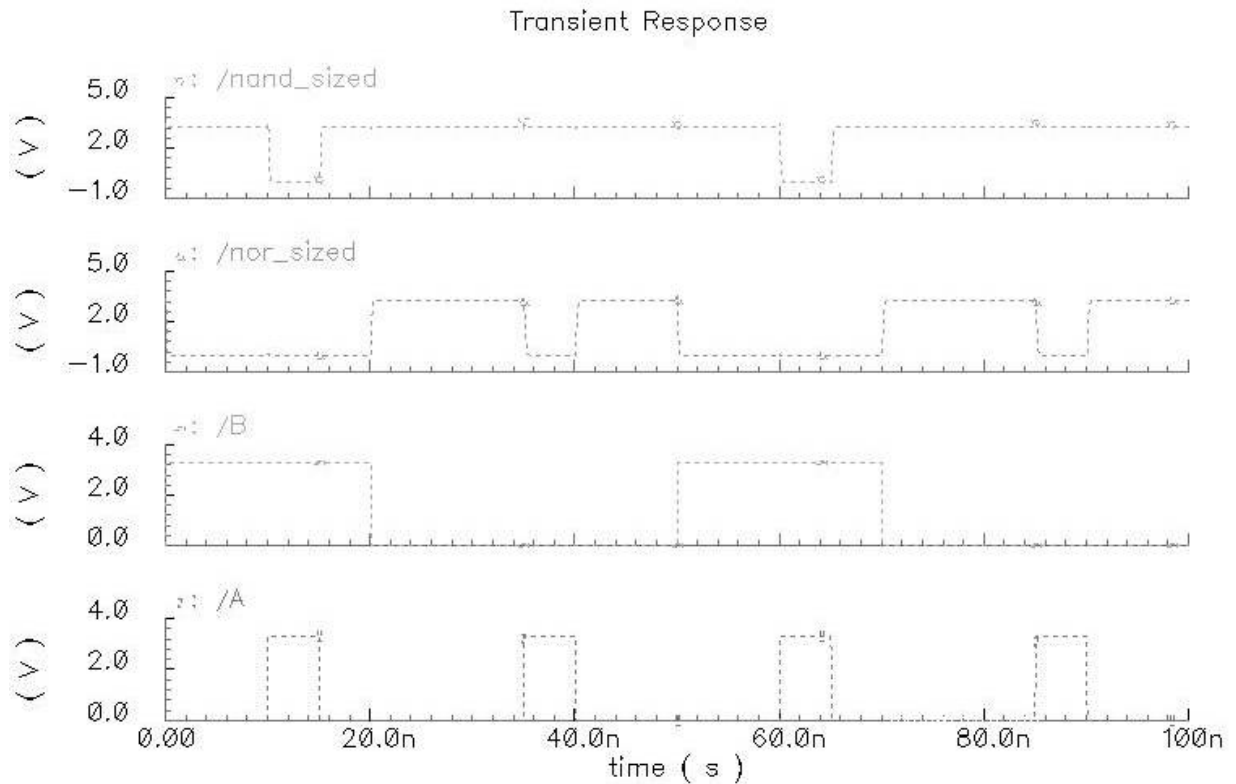 Transient Response
: /nand_sized
5.0
2.0
-1.0
( V )
: /nor_sized
5.0
2.0
-1.0
( V )
: /B
4.0
2.0
0.0
( V )
: /A
4.0
2.0
0.0
( V )
0.00 20.0n 40.0n 60.0n 80.0n 100n
time ( s )